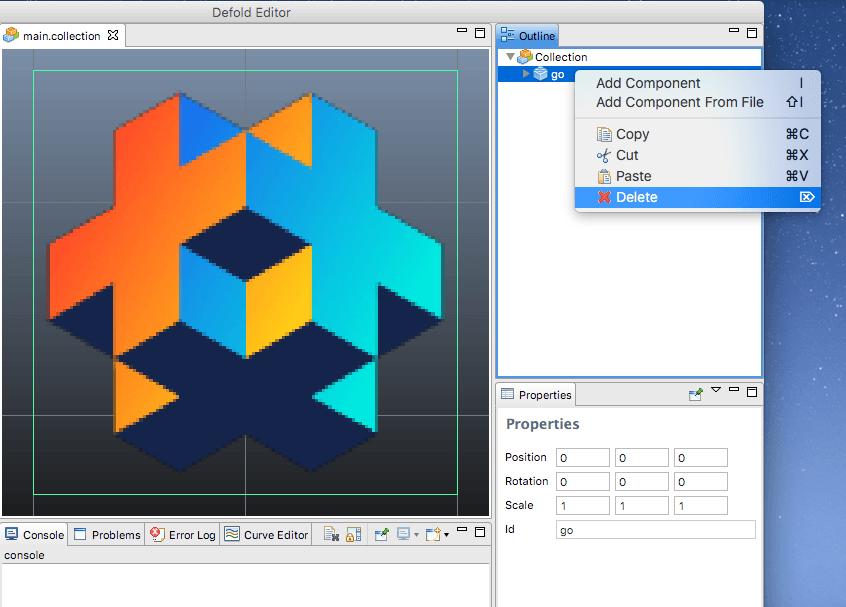 Defold Editor
main.collection
Outline
Collection
go
Add Component I
Add Component From File ⇧I
Copy ⌘C
Cut ⌘X
Paste ⌘V
Delete ⌦
Properties
Properties
Position 0 0 0
Rotation 0 0 0
Scale 1 1 1
Id go
Console Problems Error Log Curve Editor
console